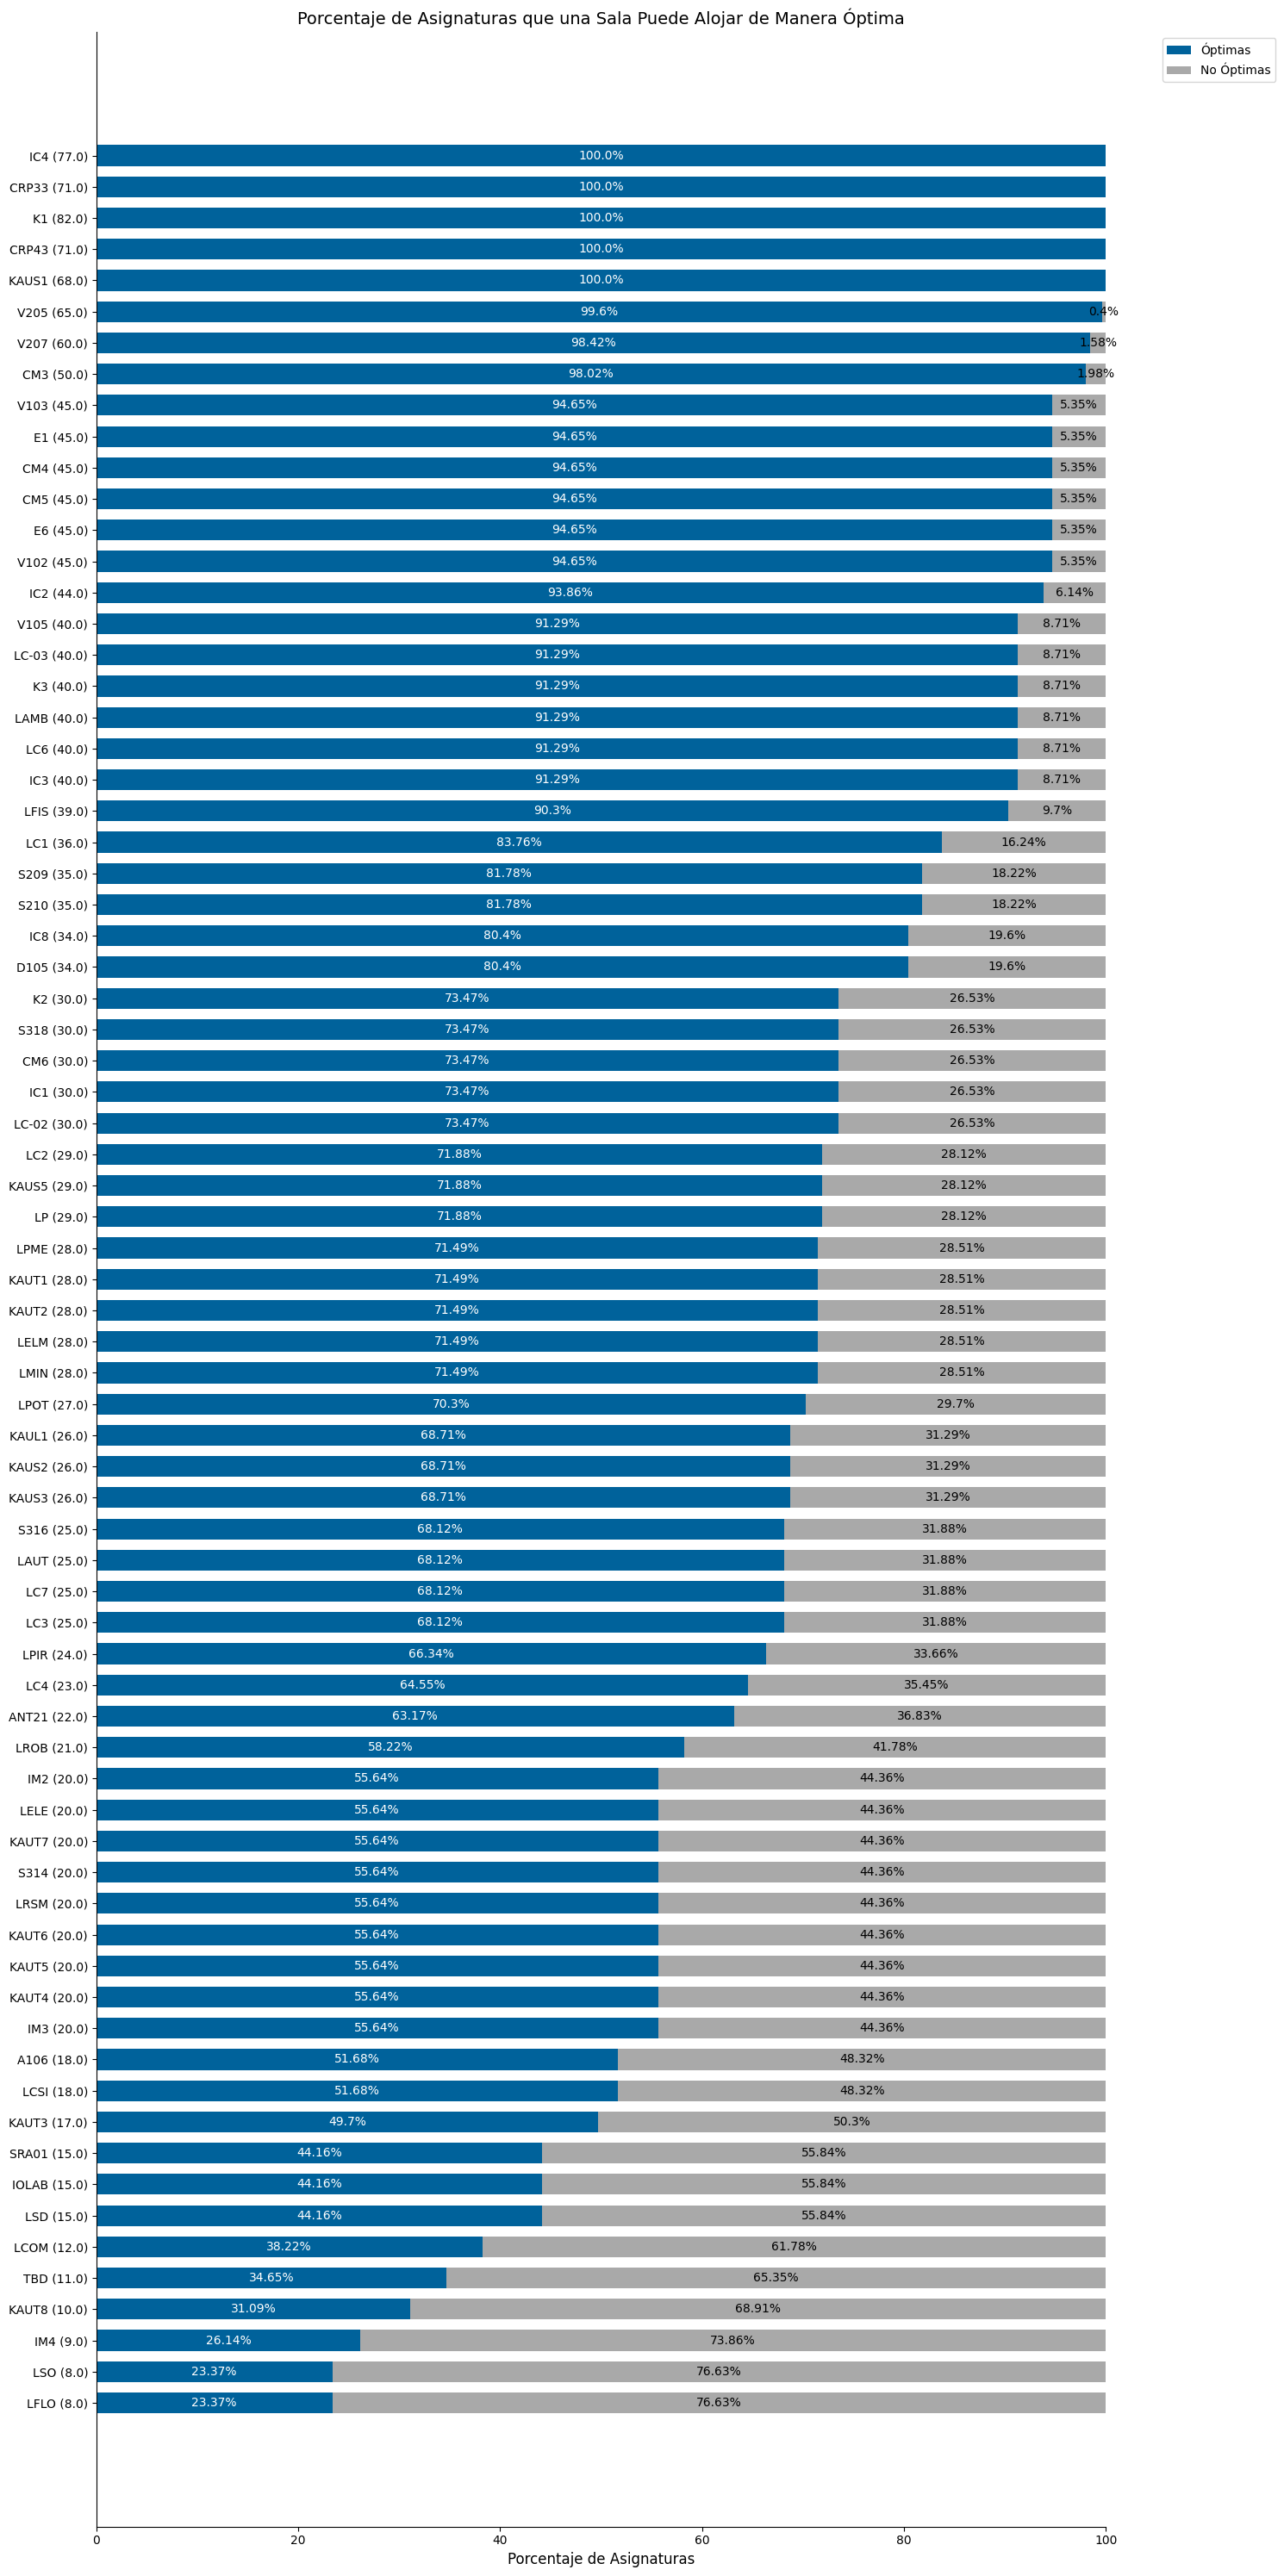 Porcentaje de Asignaturas que una Sala Puede Alojar de Manera Óptima
Óptimas
No Óptimas
IC4 (77.0) 100.0%
CRP33 (71.0) 100.0%
K1 (82.0) 100.0%
CRP43 (71.0) 100.0%
KAUS1 (68.0) 100.0%
V205 (65.0) 99.6% 0.4%
V207 (60.0) 98.42% 1.58%
CM3 (50.0) 98.02% 1.98%
V103 (45.0) 94.65% 5.35%
E1 (45.0) 94.65% 5.35%
CM4 (45.0) 94.65% 5.35%
CM5 (45.0) 94.65% 5.35%
E6 (45.0) 94.65% 5.35%
V102 (45.0) 94.65% 5.35%
IC2 (44.0) 93.86% 6.14%
V105 (40.0) 91.29% 8.71%
LC-03 (40.0) 91.29% 8.71%
K3 (40.0) 91.29% 8.71%
LAMB (40.0) 91.29% 8.71%
LC6 (40.0) 91.29% 8.71%
IC3 (40.0) 91.29% 8.71%
LFIS (39.0) 90.3% 9.7%
LC1 (36.0) 83.76% 16.24%
S209 (35.0) 81.78% 18.22%
S210 (35.0) 81.78% 18.22%
IC8 (34.0) 80.4% 19.6%
D105 (34.0) 80.4% 19.6%
K2 (30.0) 73.47% 26.53%
S318 (30.0) 73.47% 26.53%
CM6 (30.0) 73.47% 26.53%
IC1 (30.0) 73.47% 26.53%
LC-02 (30.0) 73.47% 26.53%
LC2 (29.0) 71.88% 28.12%
KAUS5 (29.0) 71.88% 28.12%
LP (29.0) 71.88% 28.12%
LPME (28.0) 71.49% 28.51%
KAUT1 (28.0) 71.49% 28.51%
KAUT2 (28.0) 71.49% 28.51%
LELM (28.0) 71.49% 28.51%
LMIN (28.0) 71.49% 28.51%
LPOT (27.0) 70.3% 29.7%
KAUL1 (26.0) 68.71% 31.29%
KAUS2 (26.0) 68.71% 31.29%
KAUS3 (26.0) 68.71% 31.29%
S316 (25.0) 68.12% 31.88%
LAUT (25.0) 68.12% 31.88%
LC7 (25.0) 68.12% 31.88%
LC3 (25.0) 68.12% 31.88%
LPIR (24.0) 66.34% 33.66%
LC4 (23.0) 64.55% 35.45%
ANT21 (22.0) 63.17% 36.83%
LROB (21.0) 58.22% 41.78%
IM2 (20.0) 55.64% 44.36%
LELE (20.0) 55.64% 44.36%
KAUT7 (20.0) 55.64% 44.36%
S314 (20.0) 55.64% 44.36%
LRSM (20.0) 55.64% 44.36%
KAUT6 (20.0) 55.64% 44.36%
KAUT5 (20.0) 55.64% 44.36%
KAUT4 (20.0) 55.64% 44.36%
IM3 (20.0) 55.64% 44.36%
A106 (18.0) 51.68% 48.32%
LCSI (18.0) 51.68% 48.32%
KAUT3 (17.0) 49.7% 50.3%
SRA01 (15.0) 44.16% 55.84%
IOLAB (15.0) 44.16% 55.84%
LSD (15.0) 44.16% 55.84%
LCOM (12.0) 38.22% 61.78%
TBD (11.0) 34.65% 65.35%
KAUT8 (10.0) 31.09% 68.91%
IM4 (9.0) 26.14% 73.86%
LSO (8.0) 23.37% 76.63%
LFLO (8.0) 23.37% 76.63%
0 20 40 60 80 100
Porcentaje de Asignaturas